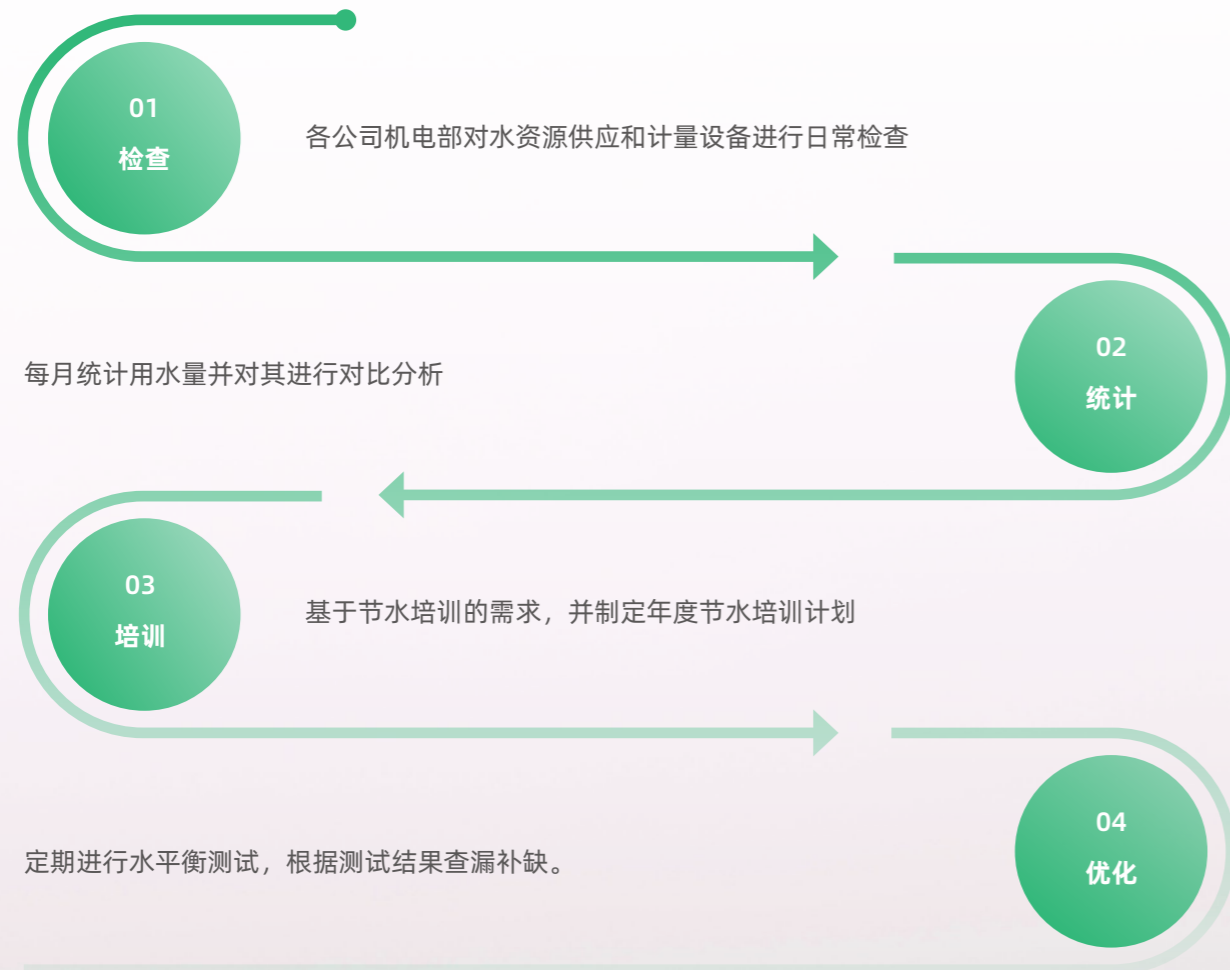 01
检查
各公司机电部对水资源供应和计量设备进行日常检查
02
统计
每月统计用水量并对其进行对比分析
03
培训
基于节水培训的需求，并制定年度节水培训计划
04
优化
定期进行水平衡测试，根据测试结果查漏补缺。